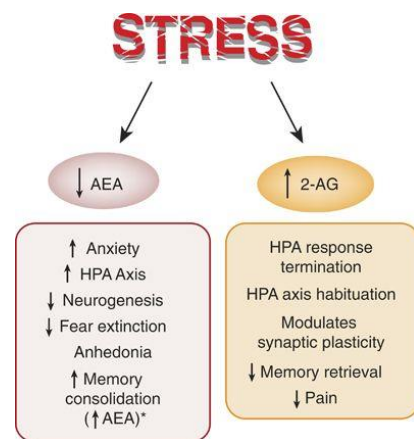 STRESS
↓ AEA
↑ 2-AG
↑ Anxiety
↑ HPA Axis
↓ Neurogenesis
↓ Fear extinction
Anhedonia
↑ Memory
consolidation
(↑ AEA)*
HPA response
termination
HPA axis habituation
Modulates
synaptic plasticity
↓ Memory retrieval
↓ Pain